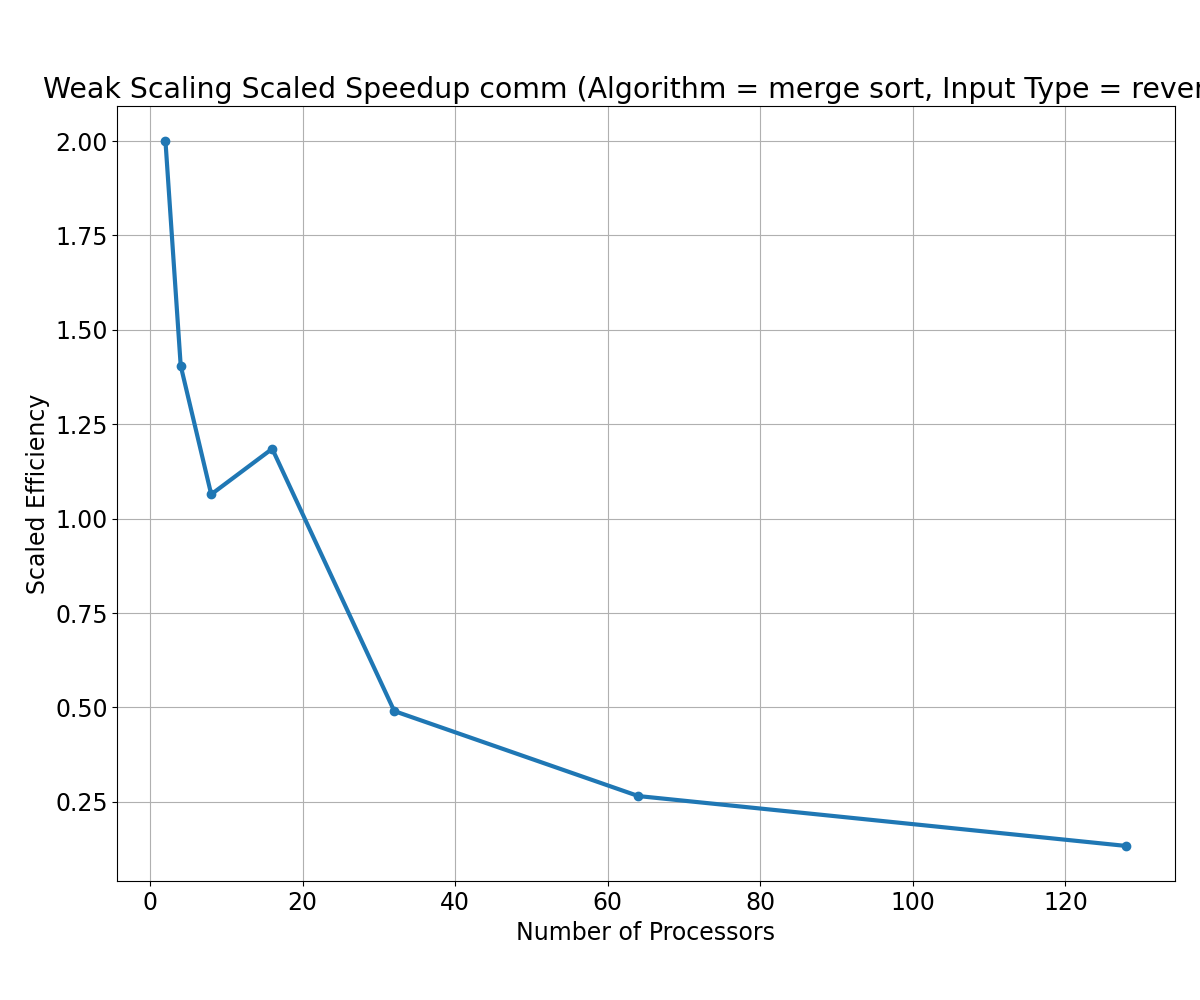 Weak Scaling Scaled Speedup comm (Algorithm = merge sort, Input Type =
2.00
1.75
1.50
1.25
1.00
0.75
0.50
0.25
Scaled Efficiency
0 20 40 60 80 100 120
Number of Processors